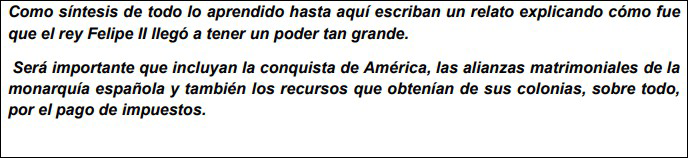 Como síntesis de todo lo aprendido hasta aquí escriban un relato explicando cómo fue
que el rey Felipe II llegó a tener un poder tan grande.
Será importante que incluyan la conquista de América, las alianzas matrimoniales de la
monarquía española y también los recursos que obtenían de sus colonias, sobre todo,
por el pago de impuestos.